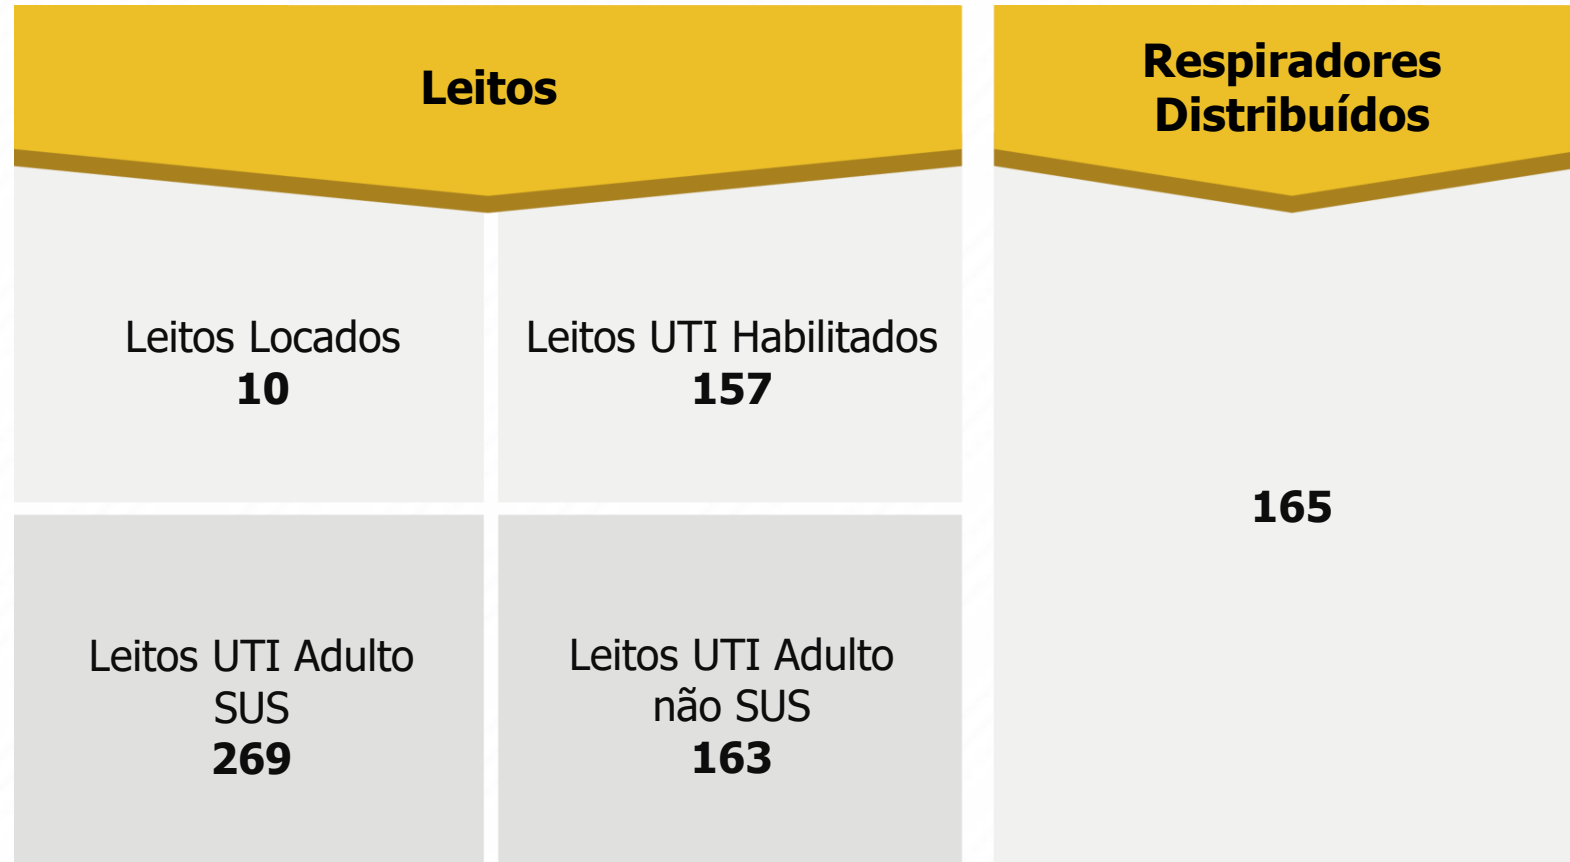 Leitos
Leitos Locados
10
Leitos UTI Habilitados
157
Leitos UTI Adulto
SUS
269
Leitos UTI Adulto
não SUS
163
Respiradores
Distribuídos
165